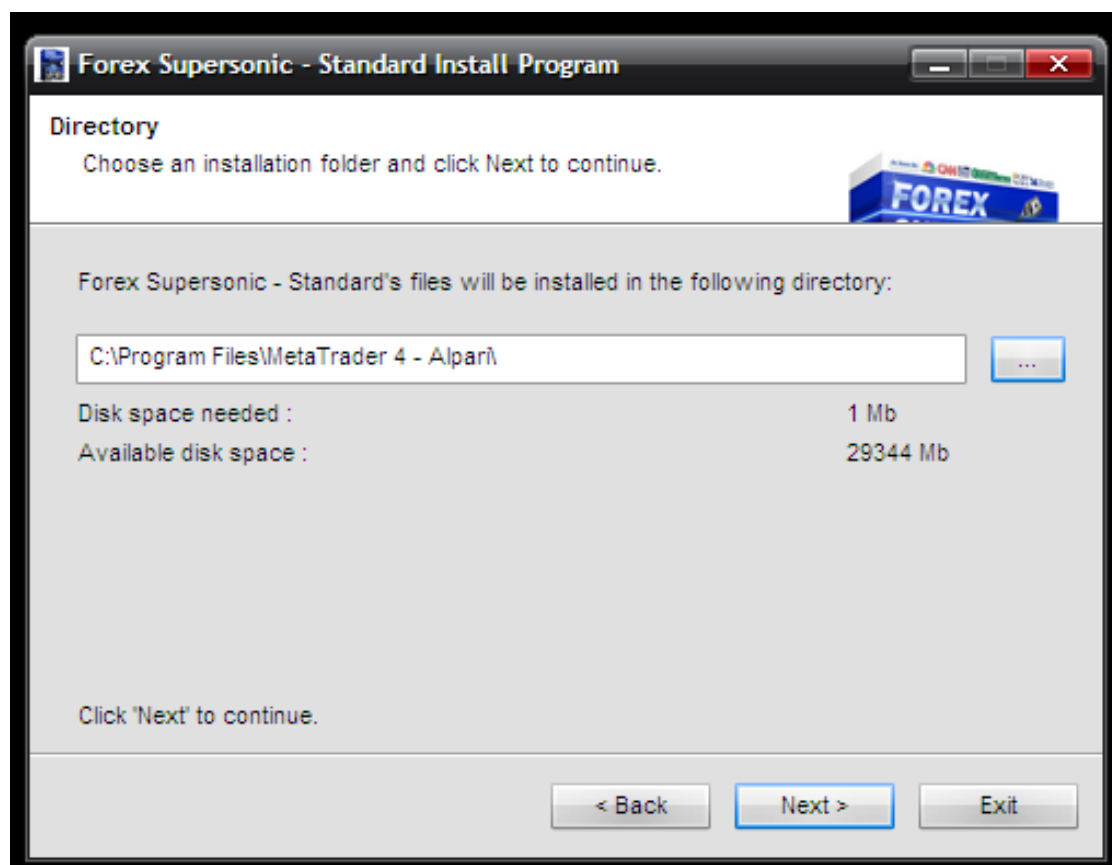 Forex Supersonic - Standard Install Program
Directory
Choose an installation folder and click Next to continue.
CNN
FOREX
Forex Supersonic - Standard's files will be installed in the following directory:
C:\Program Files\MetaTrader 4 - Alpari\
...
Disk space needed : 1 Mb
Available disk space : 29344 Mb
Click 'Next' to continue.
< Back Next > Exit